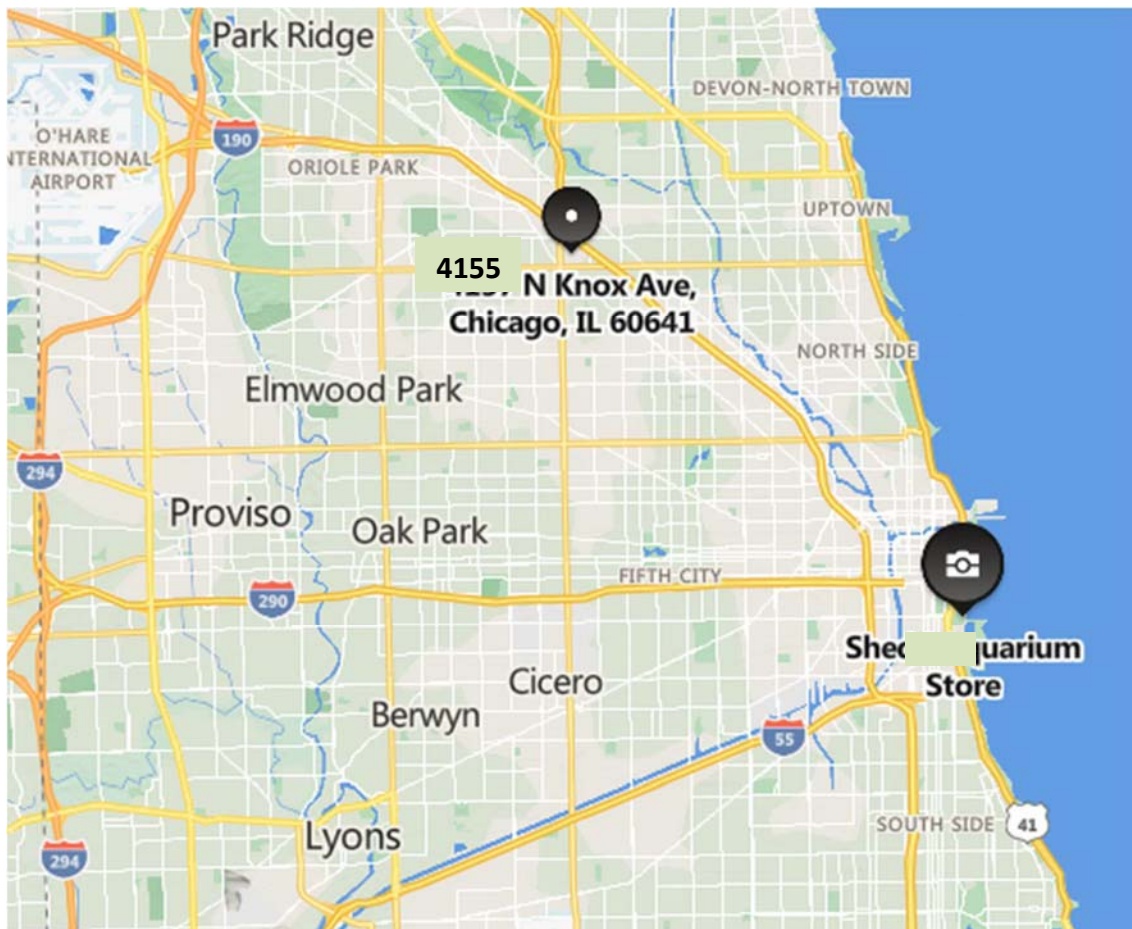 Park Ridge
DEVON-NORTH TOWN
190
O'HARE
INTERNATIONAL
AIRPORT
ORIOLE PARK
UPTOWN
4155
N Knox Ave,
Chicago, IL 60641
NORTH SIDE
Elmwood Park
294
Proviso
Oak Park
FIFTH CITY
290
Store
Cicero
Berwyn
55
Lyons
SOUTH SIDE
41
294